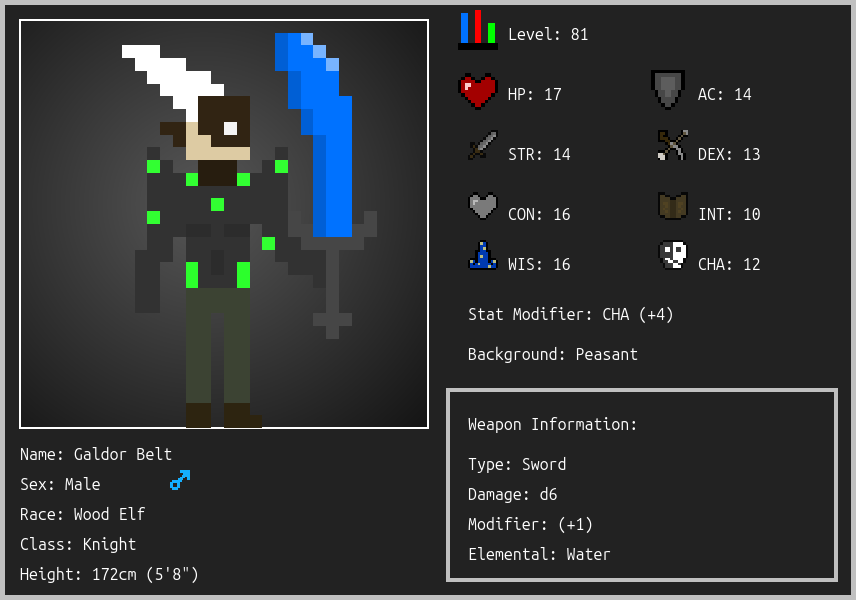 Level: 81
HP: 17
AC: 14
STR: 14
DEX: 13
CON: 16
INT: 10
WIS: 16
CHA: 12
Stat Modifier: CHA (+4)
Background: Peasant
Weapon Information:
Type: Sword
Damage: d6
Modifier: (+1)
Elemental: Water
Name: Galdor Belt
Sex: Male
Race: Wood Elf
Class: Knight
Height: 172cm (5'8")